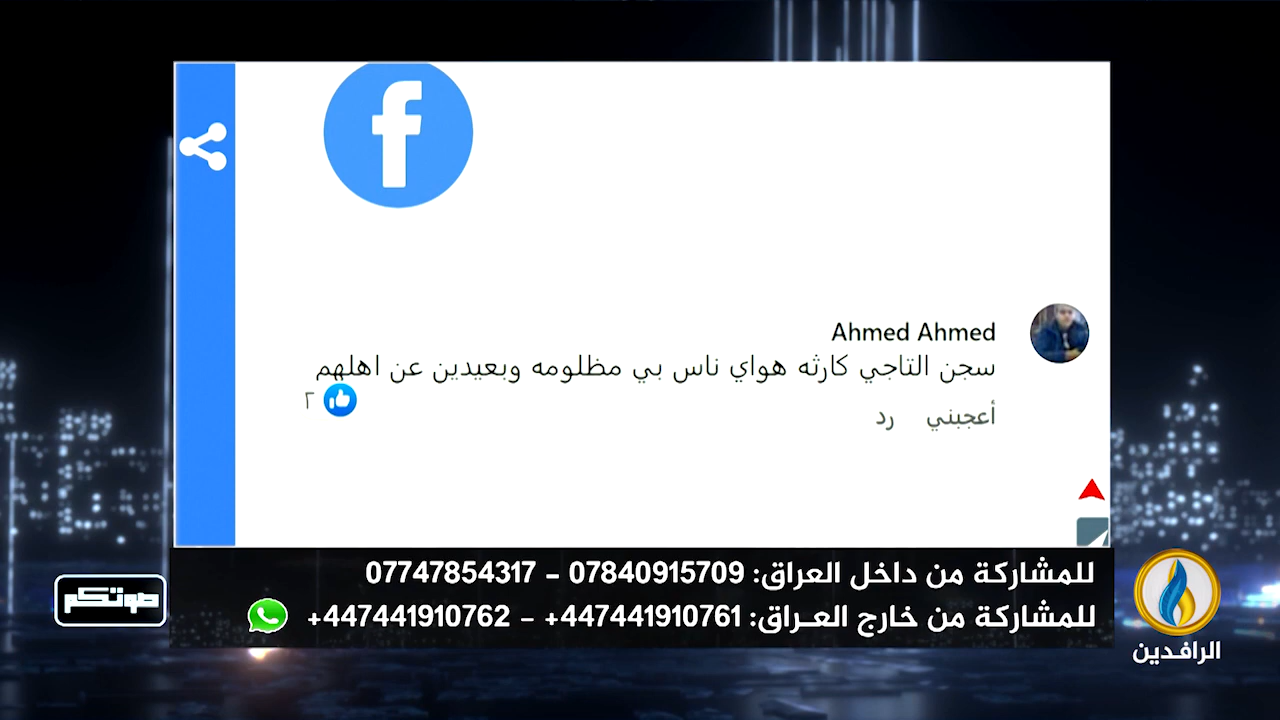 Ahmed Ahmed
سجن التاجي كارثه هواي ناس بي مظلومه وبعيدين عن اهلهم
٢
أعجبني رد
للمشاركة من داخل العراق: 07840915709 - 07747854317
للمشاركة من خارج العـراق: 447441910761+ - 447441910762+
صوتكم
الرافدين